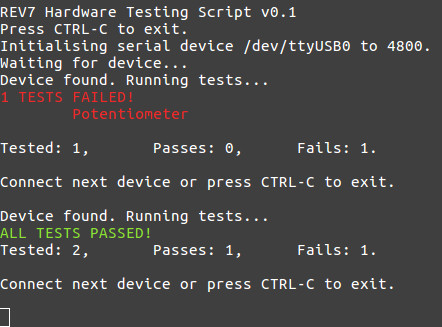 REV7 Hardware Testing Script v0.1
Press CTRL-C to exit.
Initialising serial device /dev/ttyUSB0 to 4800.
Waiting for device...
Device found. Running tests...
1 TESTS FAILED!
Potentiometer
Tested: 1, Passes: 0, Fails: 1.
Connect next device or press CTRL-C to exit.
Device found. Running tests...
ALL TESTS PASSED!
Tested: 2, Passes: 1, Fails: 1.
Connect next device or press CTRL-C to exit.